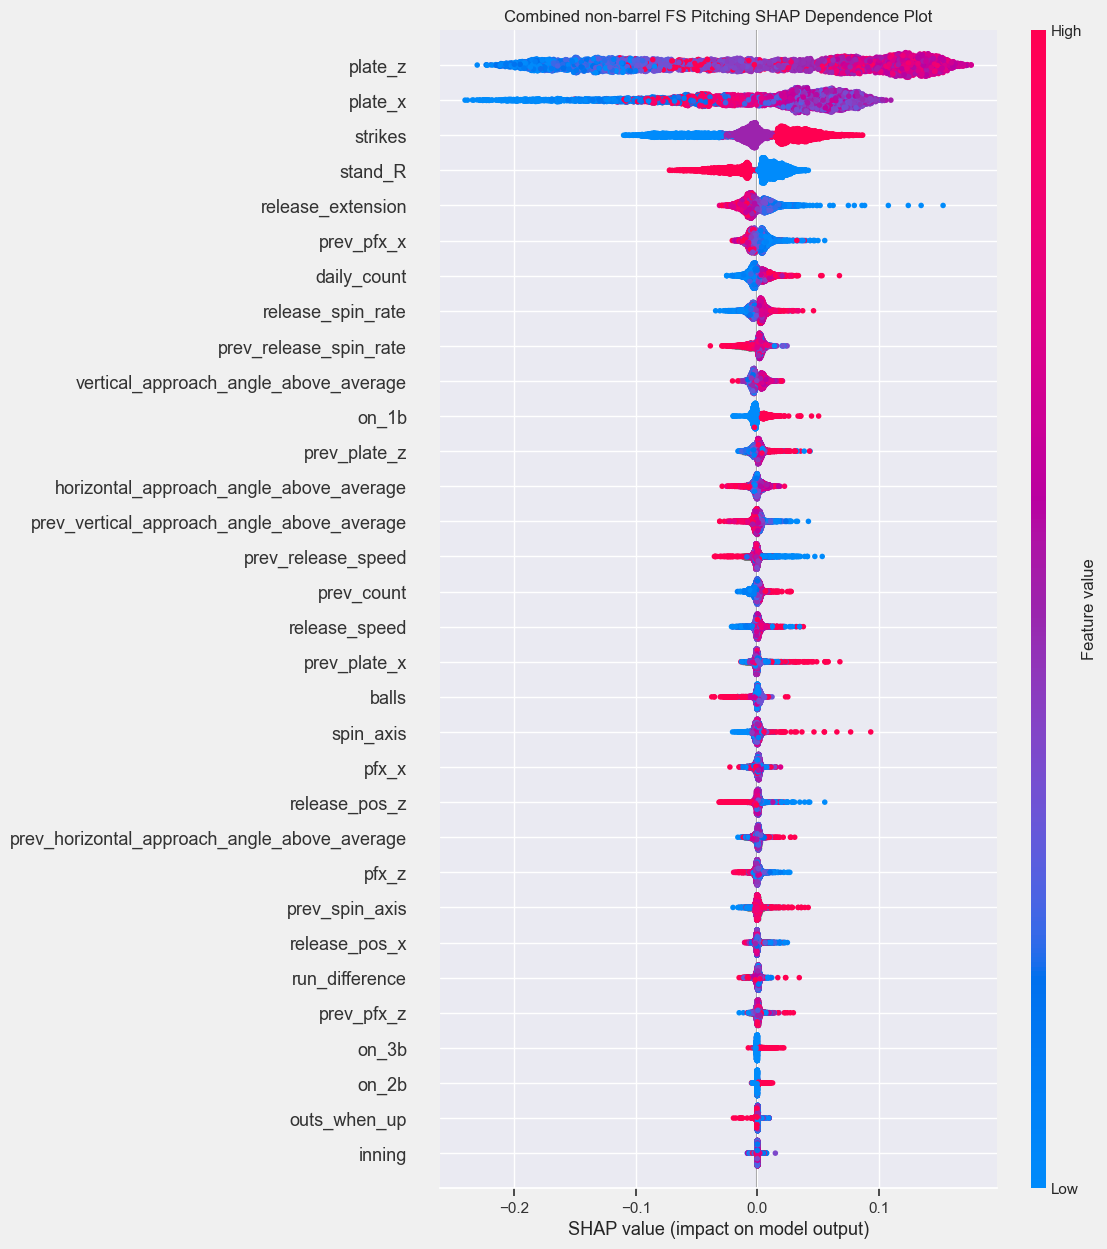 Combined non-barrel FS Pitching SHAP Dependence Plot
High
plate_z
plate_x
strikes
stand_R
release_extension
prev_pfx_x
daily_count
release_spin_rate
prev_release_spin_rate
vertical_approach_angle_above_average
on_1b
prev_plate_z
horizontal_approach_angle_above_average
prev_vertical_approach_angle_above_average
prev_release_speed
prev_count
release_speed
prev_plate_x
balls
spin_axis
pfx_x
release_pos_z
prev_horizontal_approach_angle_above_average
pfx_z
prev_spin_axis
release_pos_x
run_difference
prev_pfx_z
on_3b
on_2b
outs_when_up
inning
Feature value
Low
−0.2 −0.1 0.0 0.1
SHAP value (impact on model output)